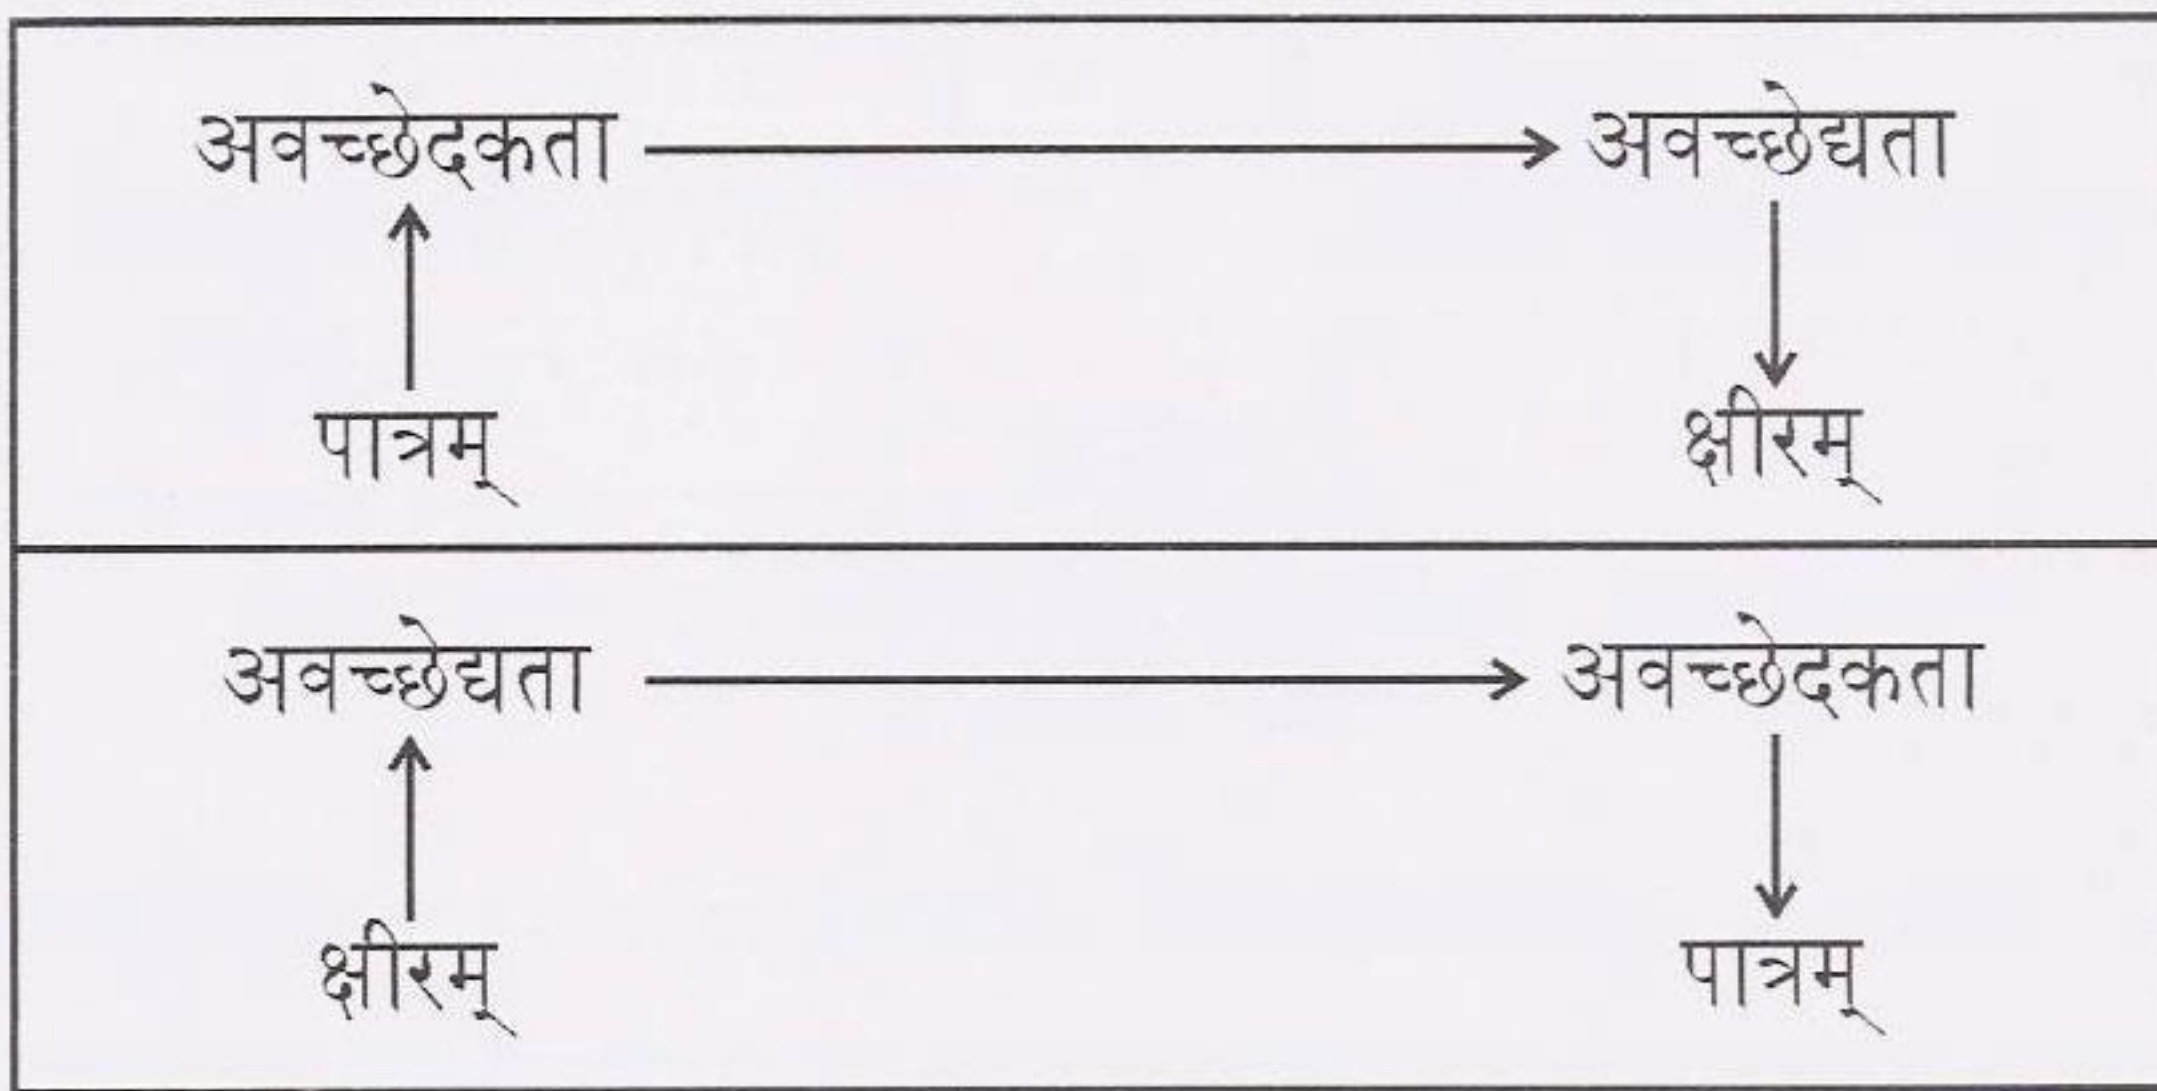 अवच्छेदकता अवच्छेद्यता
पात्रम् क्षीरम्
अवच्छेद्यता अवच्छेदकता
क्षीरम् पात्रम्